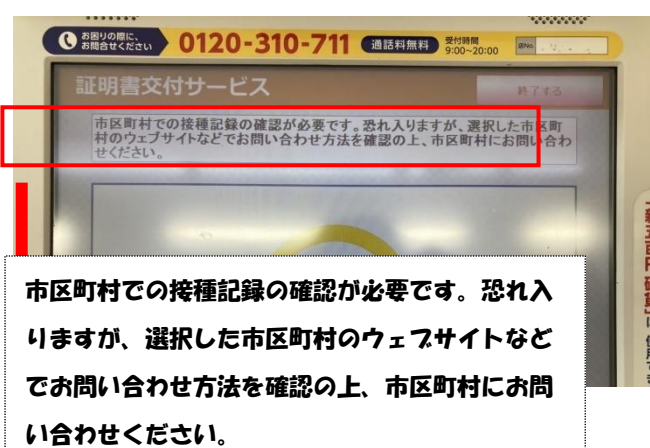 お困りの際に、
お問合せください
0120-310-711
通話料無料
受付時間
9:00~20:00
証明書交付サービス
終了する
市区町村での接種記録の確認が必要です。恐れ入りますが、選択した市区町
村のウェブサイトなどでお問い合わせ方法を確認の上、市区町村にお問い合わ
せください。
市区町村での接種記録の確認が必要です。恐れ入
りますが、選択した市区町村のウェブサイトなど
でお問い合わせ方法を確認の上、市区町村にお問
い合わせください。